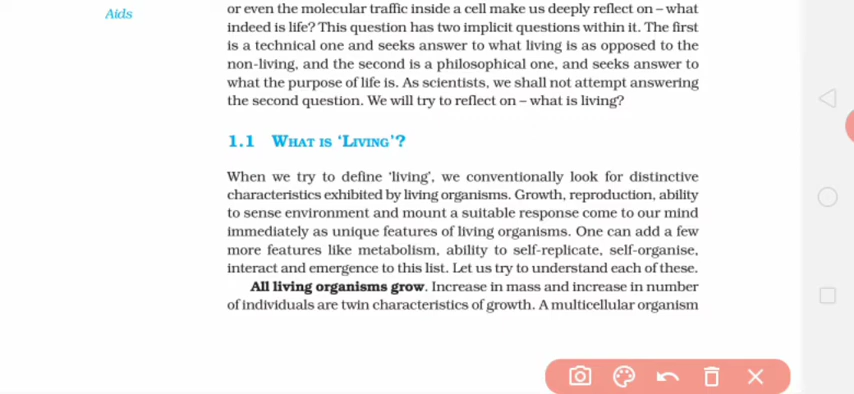 Aids
or even the molecular traffic inside a cell make us deeply reflect on – what
indeed is life? This question has two implicit questions within it. The first
is a technical one and seeks answer to what living is as opposed to the
non-living, and the second is a philosophical one, and seeks answer to
what the purpose of life is. As scientists, we shall not attempt answering
the second question. We will try to reflect on – what is living?
1.1 What is ‘Living’?
When we try to define ‘living’, we conventionally look for distinctive
characteristics exhibited by living organisms. Growth, reproduction, ability
to sense environment and mount a suitable response come to our mind
immediately as unique features of living organisms. One can add a few
more features like metabolism, ability to self-replicate, self-organise,
interact and emergence to this list. Let us try to understand each of these.
All living organisms grow. Increase in mass and increase in number
of individuals are twin characteristics of growth. A multicellular organism